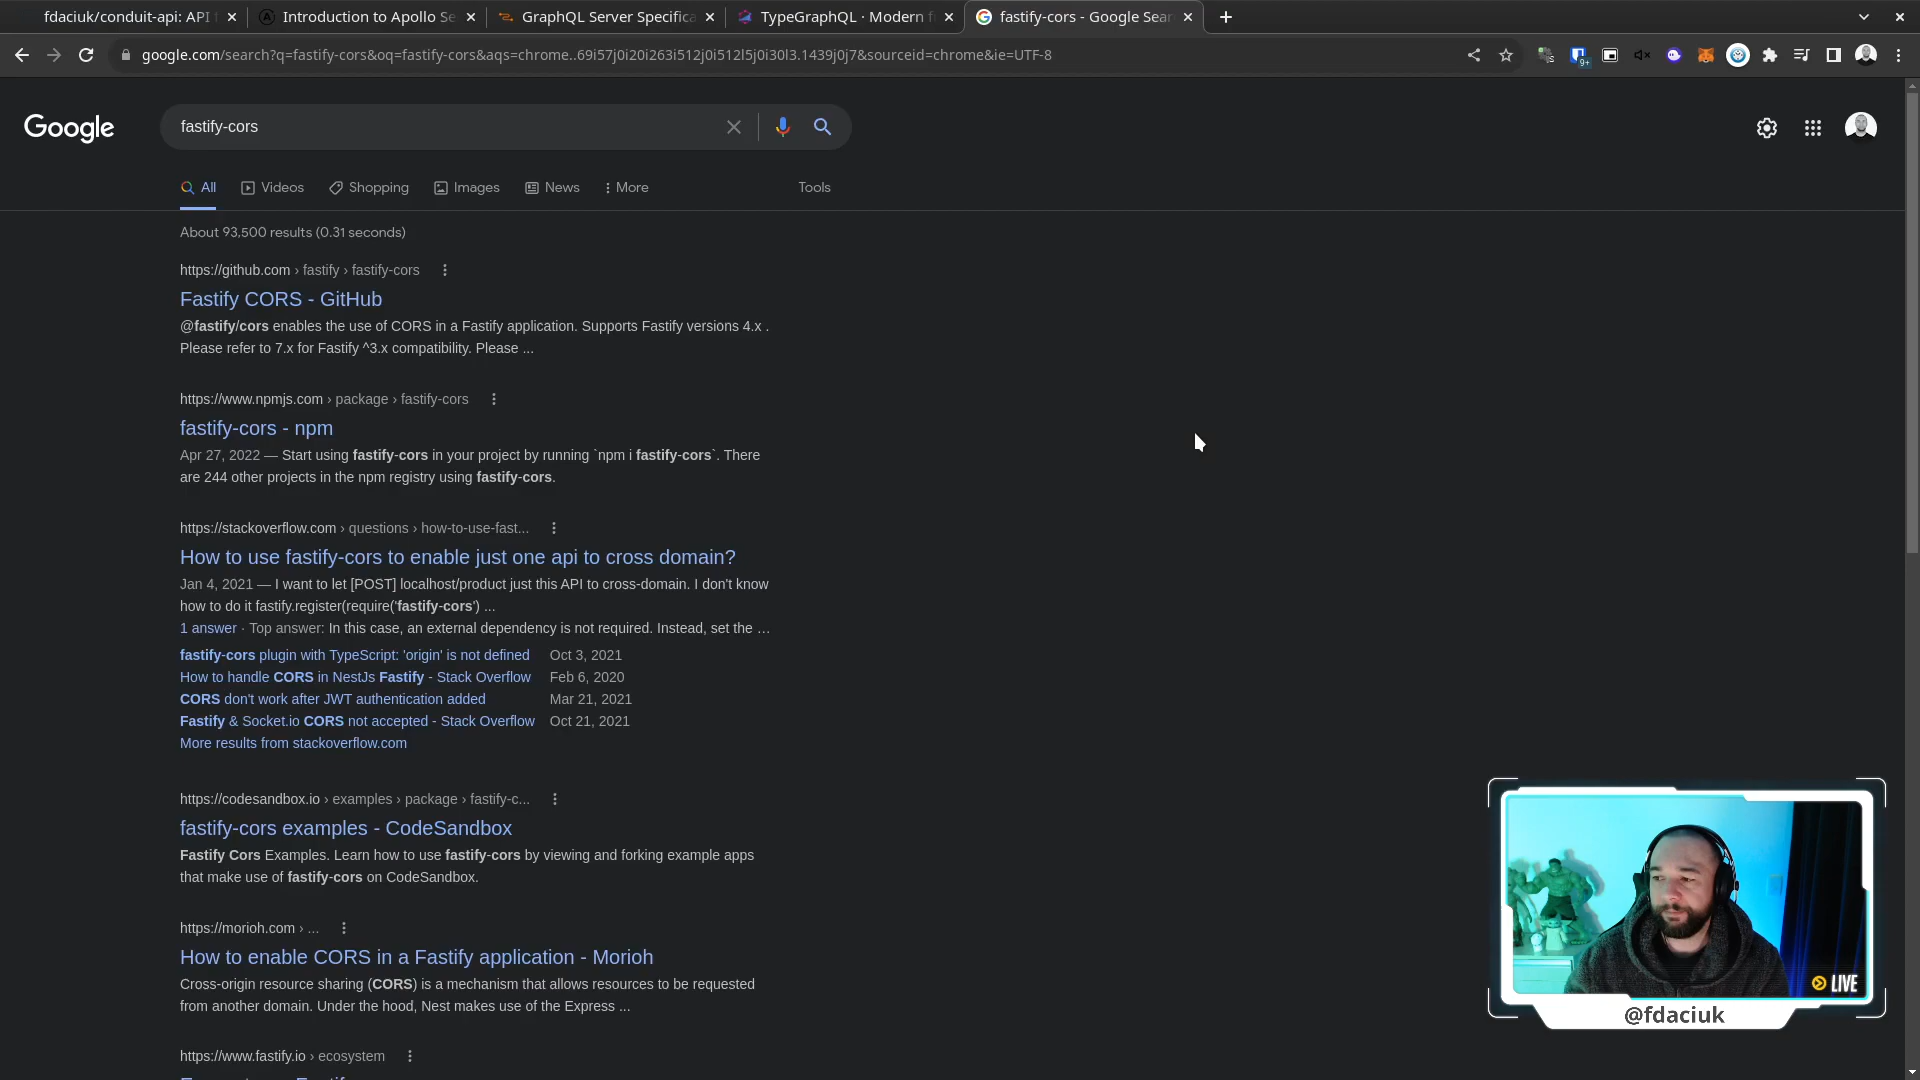 fdaciuk/conduit-api: API f
Introduction to Apollo Se
GraphQL Server Specifica
TypeGraphQL · Modern f
fastify-cors - Google Sear
google.com/search?q=fastify-cors&oq=fastify-cors&aqs=chrome..69i57j0i20i263i512j0i512l5j0i30l3.1439j0j7&sourceid=chrome&ie=UTF-8
9+
Google
fastify-cors
All
Videos
Shopping
Images
News
More
Tools
About 93,500 results (0.31 seconds)
https://github.com › fastify › fastify-cors
Fastify CORS - GitHub
@fastify/cors enables the use of CORS in a Fastify application. Supports Fastify versions 4.x .
Please refer to 7.x for Fastify ^3.x compatibility. Please ...
https://www.npmjs.com › package › fastify-cors
fastify-cors - npm
Apr 27, 2022 — Start using fastify-cors in your project by running `npm i fastify-cors`. There
are 244 other projects in the npm registry using fastify-cors.
https://stackoverflow.com › questions › how-to-use-fast...
How to use fastify-cors to enable just one api to cross domain?
Jan 4, 2021 — I want to let [POST] localhost/product just this API to cross-domain. I don't know
how to do it fastify.register(require('fastify-cors') ...
1 answer · Top answer: In this case, an external dependency is not required. Instead, set the …
fastify-cors plugin with TypeScript: 'origin' is not defined Oct 3, 2021
How to handle CORS in NestJs Fastify - Stack Overflow Feb 6, 2020
CORS don't work after JWT authentication added Mar 21, 2021
Fastify & Socket.io CORS not accepted - Stack Overflow Oct 21, 2021
More results from stackoverflow.com
https://codesandbox.io › examples › package › fastify-c...
fastify-cors examples - CodeSandbox
Fastify Cors Examples. Learn how to use fastify-cors by viewing and forking example apps
that make use of fastify-cors on CodeSandbox.
https://morioh.com › ...
How to enable CORS in a Fastify application - Morioh
Cross-origin resource sharing (CORS) is a mechanism that allows resources to be requested
from another domain. Under the hood, Nest makes use of the Express ...
https://www.fastify.io › ecosystem
LIVE
@fdaciuk